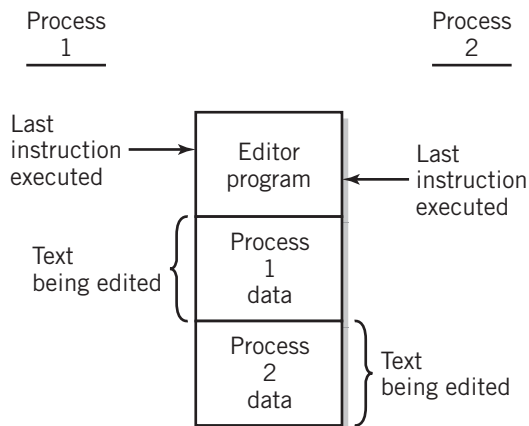 Process
1
Process
2
Last
instruction
executed
Editor
program
Last
instruction
executed
Text
being edited
Process
1
data
Process
2
data
Text
being edited